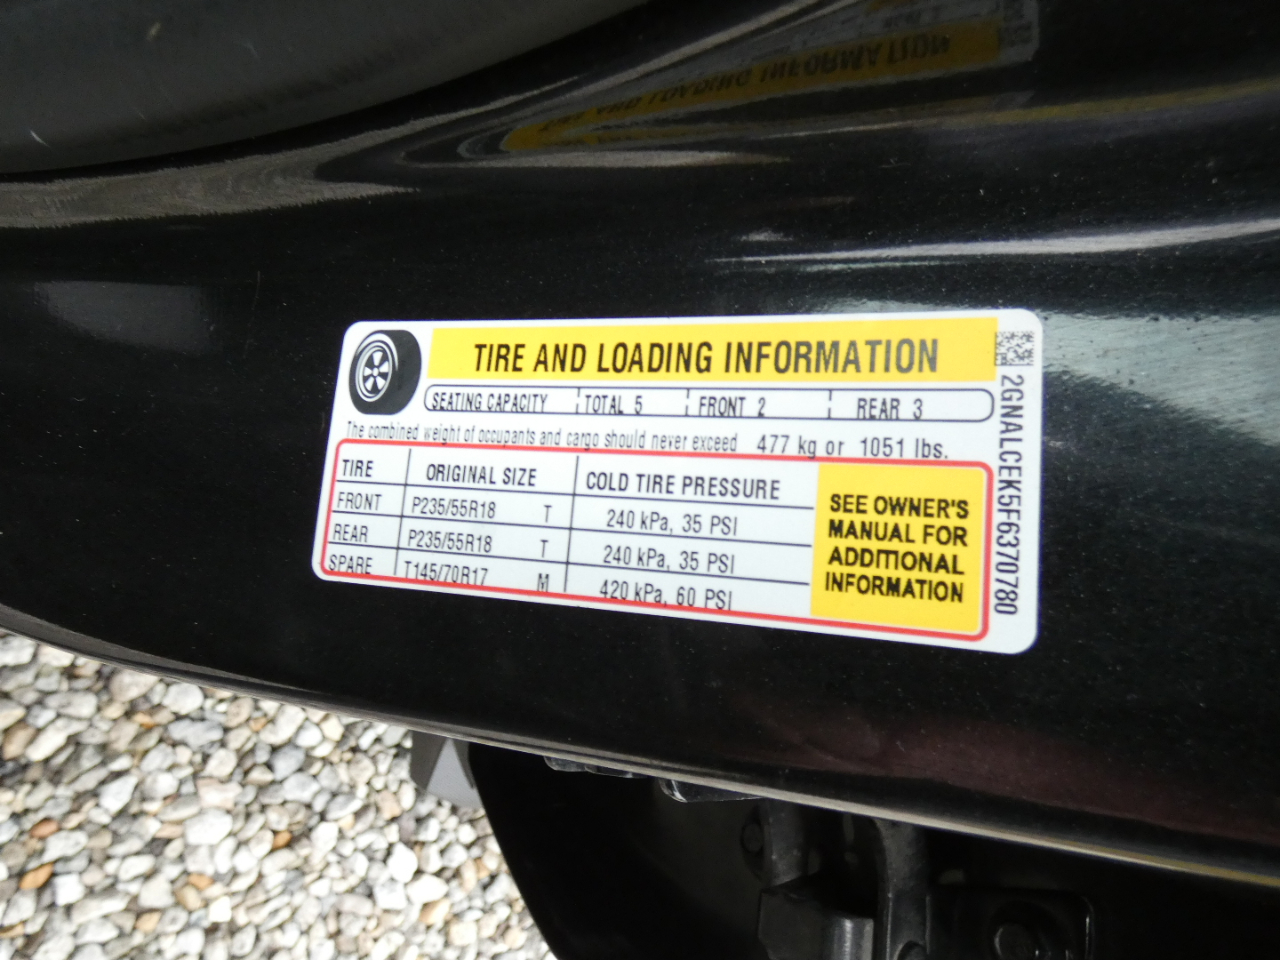 TIRE AND LOADING INFORMATION
SEATING CAPACITY TOTAL 5 FRONT 2 REAR 3
The combined weight of occupants and cargo should never exceed 477 kg or 1051 lbs.
TIRE ORIGINAL SIZE COLD TIRE PRESSURE
FRONT P235/55R18 T 240 kPa, 35 PSI
REAR P235/55R18 T 240 kPa, 35 PSI
SPARE T145/70R17 M 420 kPa, 60 PSI
SEE OWNER'S
MANUAL FOR
ADDITIONAL
INFORMATION
2GNALCEK5F6370780